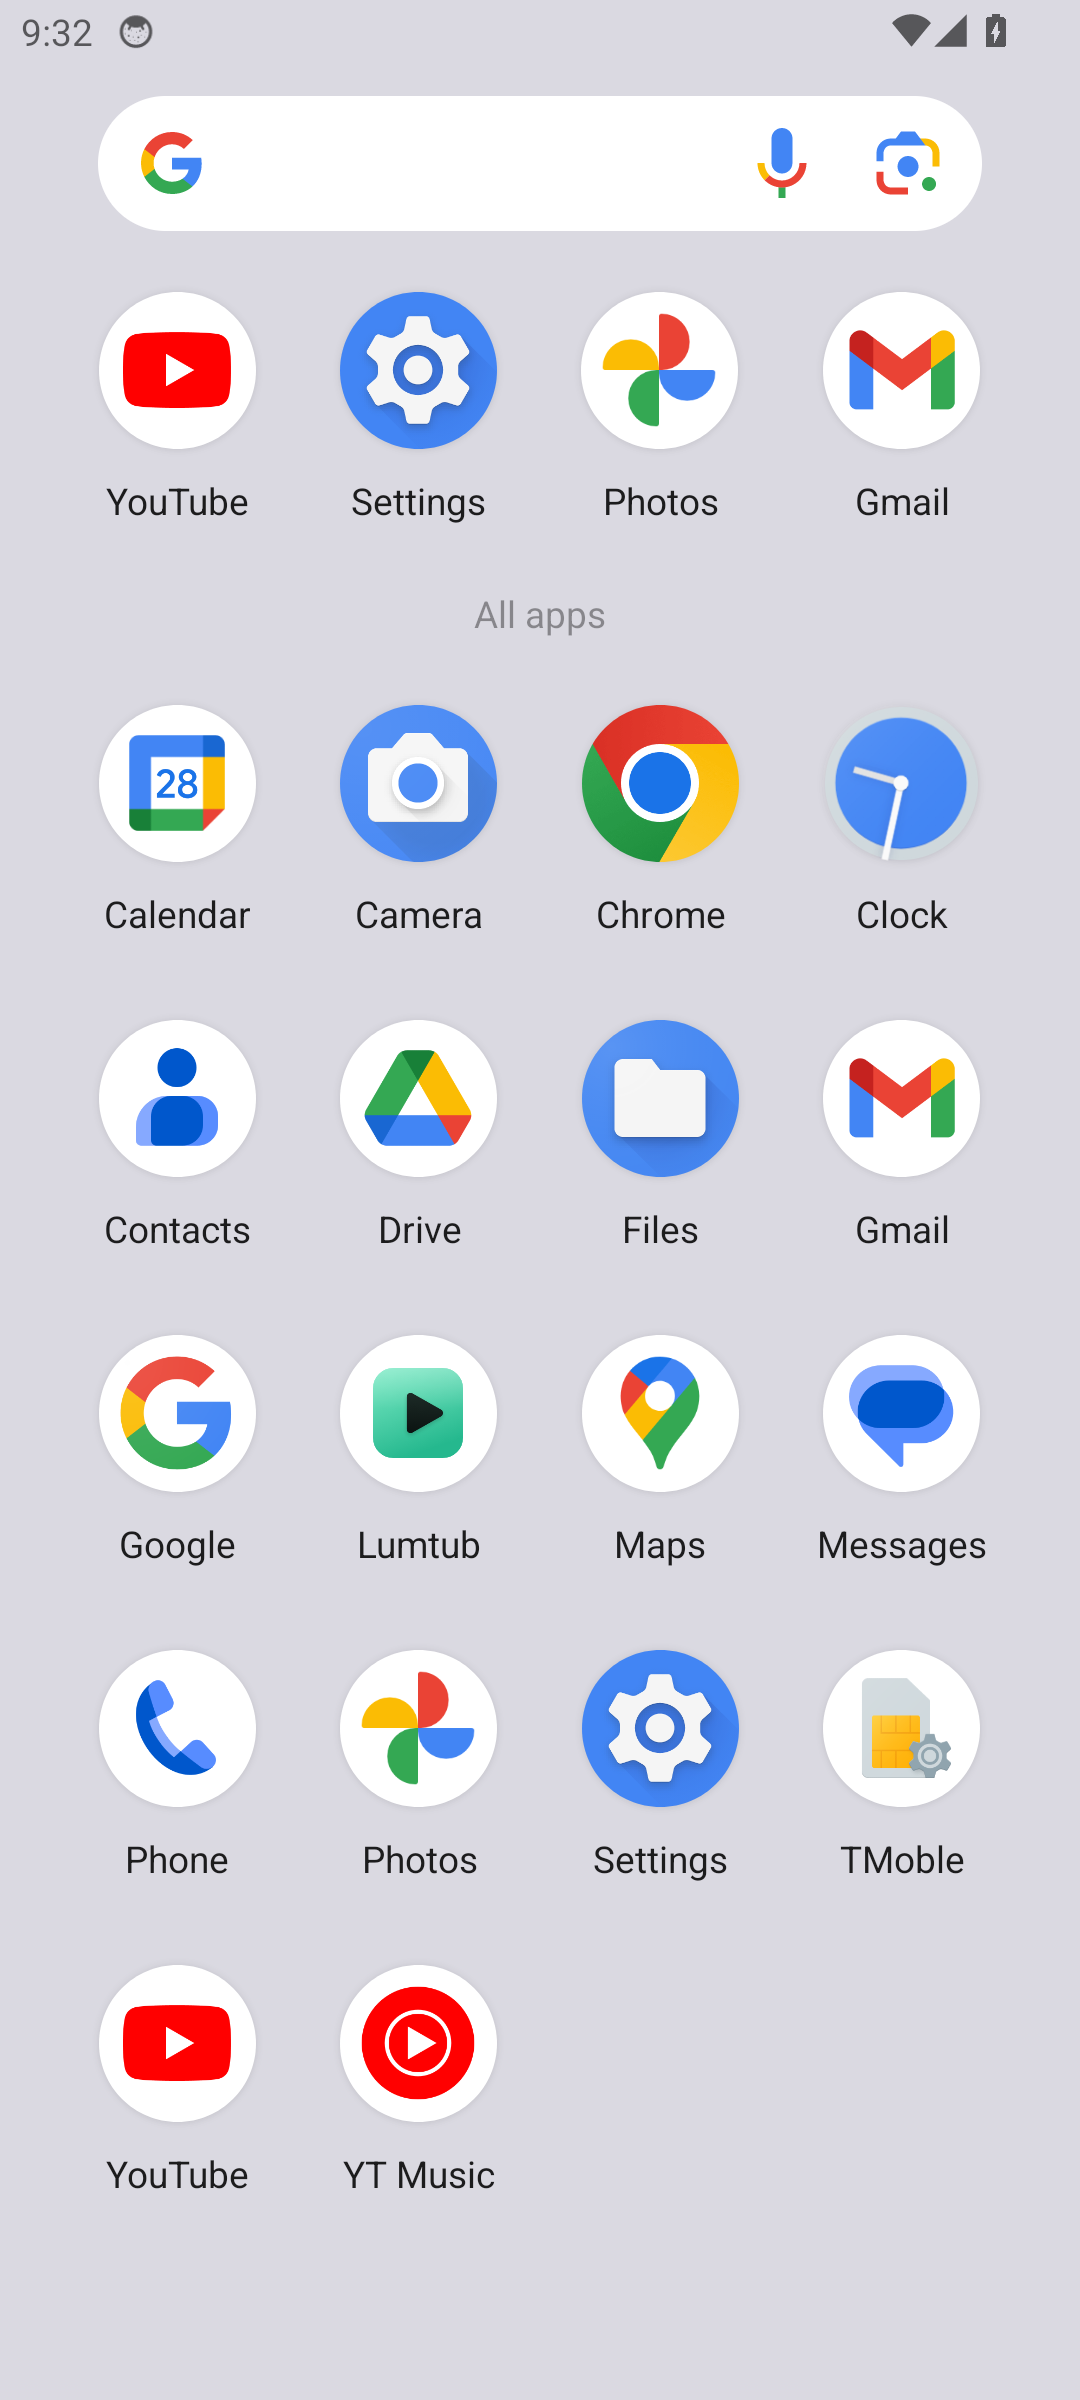 9:32
YouTube Settings Photos Gmail
All apps
28
Calendar Camera Chrome Clock
Contacts Drive Files Gmail
Google Lumtub Maps Messages
Phone Photos Settings TMoble
YouTube YT Music